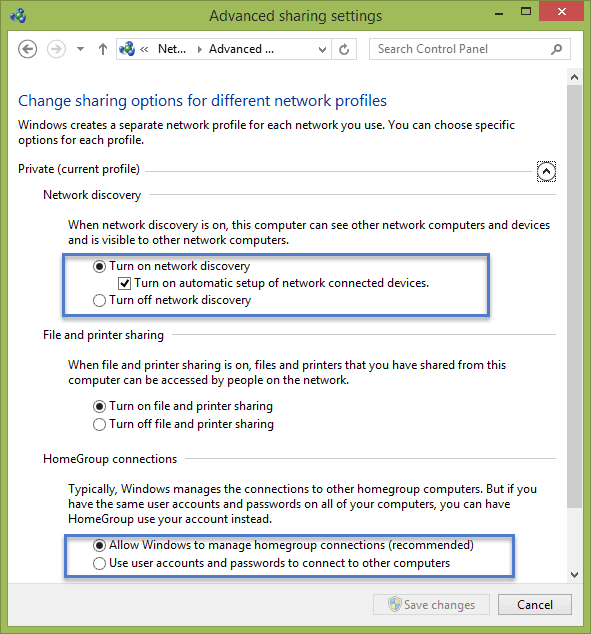 Advanced sharing settings
Net... Advanced ... Search Control Panel
Change sharing options for different network profiles
Windows creates a separate network profile for each network you use. You can choose specific
options for each profile.
Private (current profile)
Network discovery
When network discovery is on, this computer can see other network computers and devices
and is visible to other network computers.
Turn on network discovery
Turn on automatic setup of network connected devices.
Turn off network discovery
File and printer sharing
When file and printer sharing is on, files and printers that you have shared from this
computer can be accessed by people on the network.
Turn on file and printer sharing
Turn off file and printer sharing
HomeGroup connections
Typically, Windows manages the connections to other homegroup computers. But if you
have the same user accounts and passwords on all of your computers, you can have
HomeGroup use your account instead.
Allow Windows to manage homegroup connections (recommended)
Use user accounts and passwords to connect to other computers
Save changes Cancel